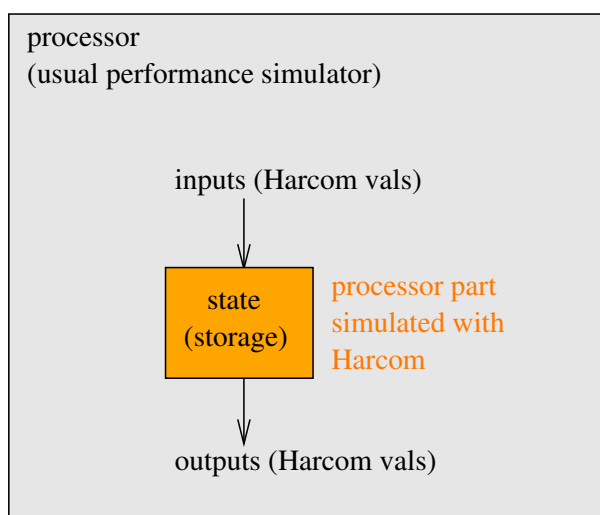 processor
(usual performance simulator)
inputs (Harcom vals)
state
(storage)
processor part
simulated with
Harcom
outputs (Harcom vals)